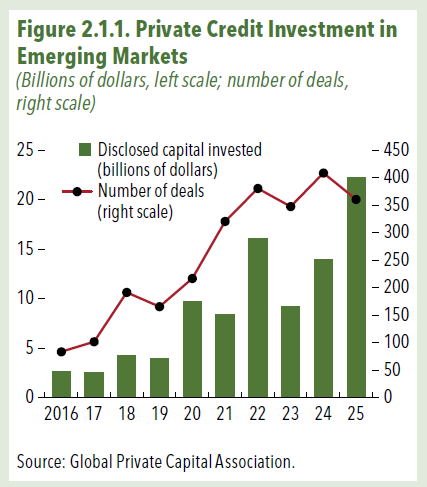 Figure 2.1.1. Private Credit Investment in
Emerging Markets
(Billions of dollars, left scale; number of deals,
right scale)
25
20
15
10
5
0
Disclosed capital invested
(billions of dollars)
Number of deals
(right scale)
450
400
350
300
250
200
150
100
50
0
2016 17 18 19 20 21 22 23 24 25
Source: Global Private Capital Association.